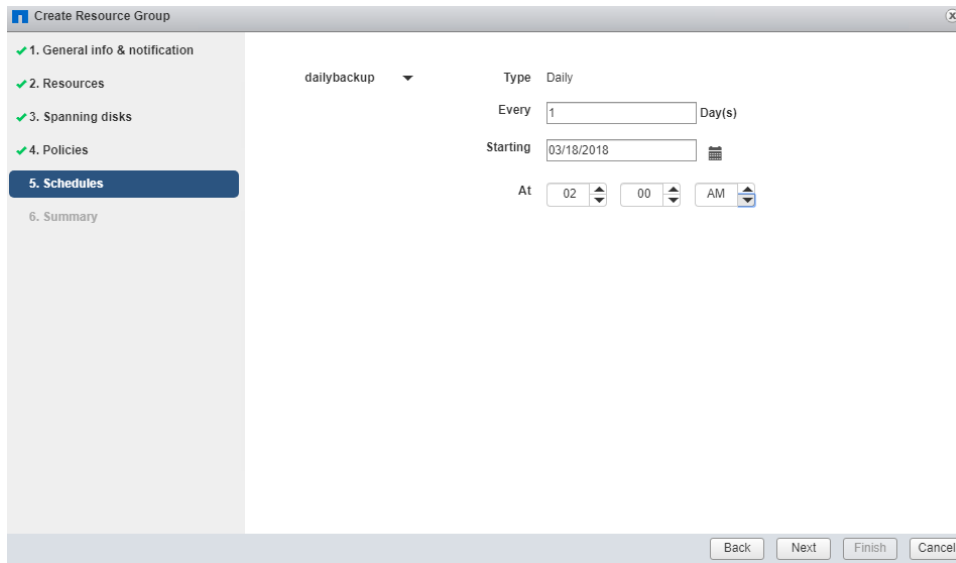 Create Resource Group
1. General info & notification
2. Resources
3. Spanning disks
4. Policies
5. Schedules
6. Summary
dailybackup
Type Daily
Every 1 Day(s)
Starting 03/18/2018
At 02 00 AM
Back Next Finish Cancel